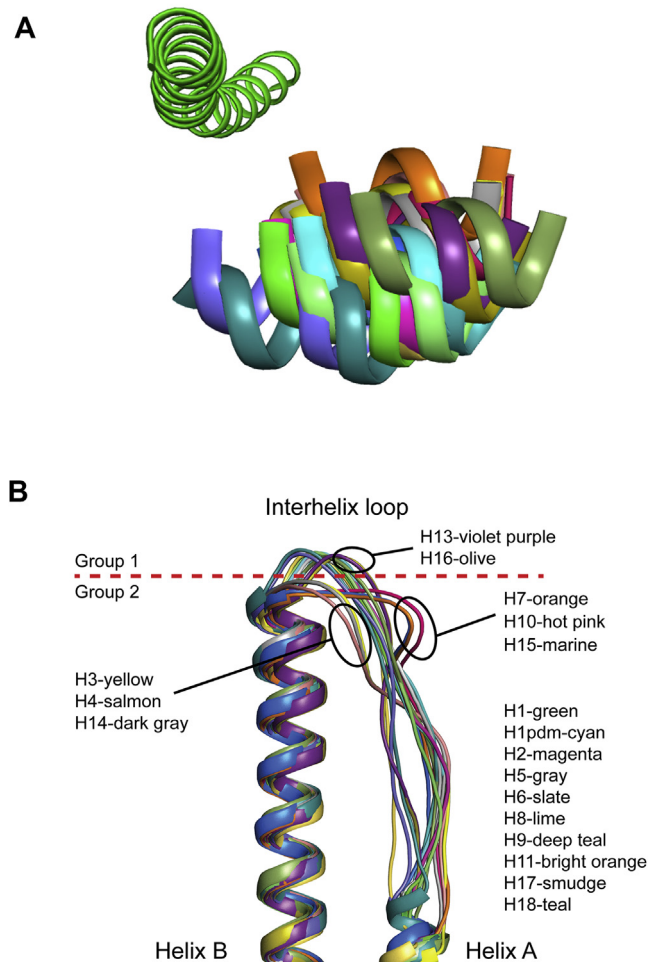 A
B
Interhelix loop
H13-violet purple
H16-olive
Group 1
Group 2
H7-orange
H10-hot pink
H15-marine
H3-yellow
H4-salmon
H14-dark gray
H1-green
H1pdm-cyan
H2-magenta
H5-gray
H6-slate
H8-lime
H9-deep teal
H11-bright orange
H17-smudge
H18-teal
Helix B
Helix A